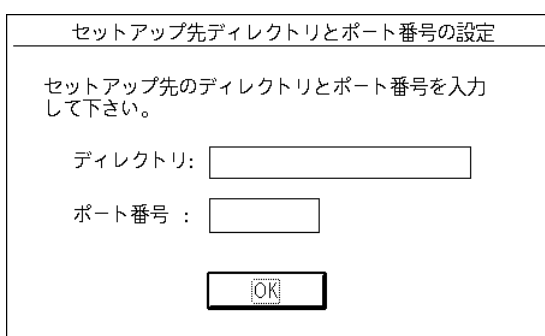 セットアップ先ディレクトリとポート番号の設定
セットアップ先のディレクトリとポート番号を入力
して下さい。
ディレクトリ:
ポート番号 :
OK